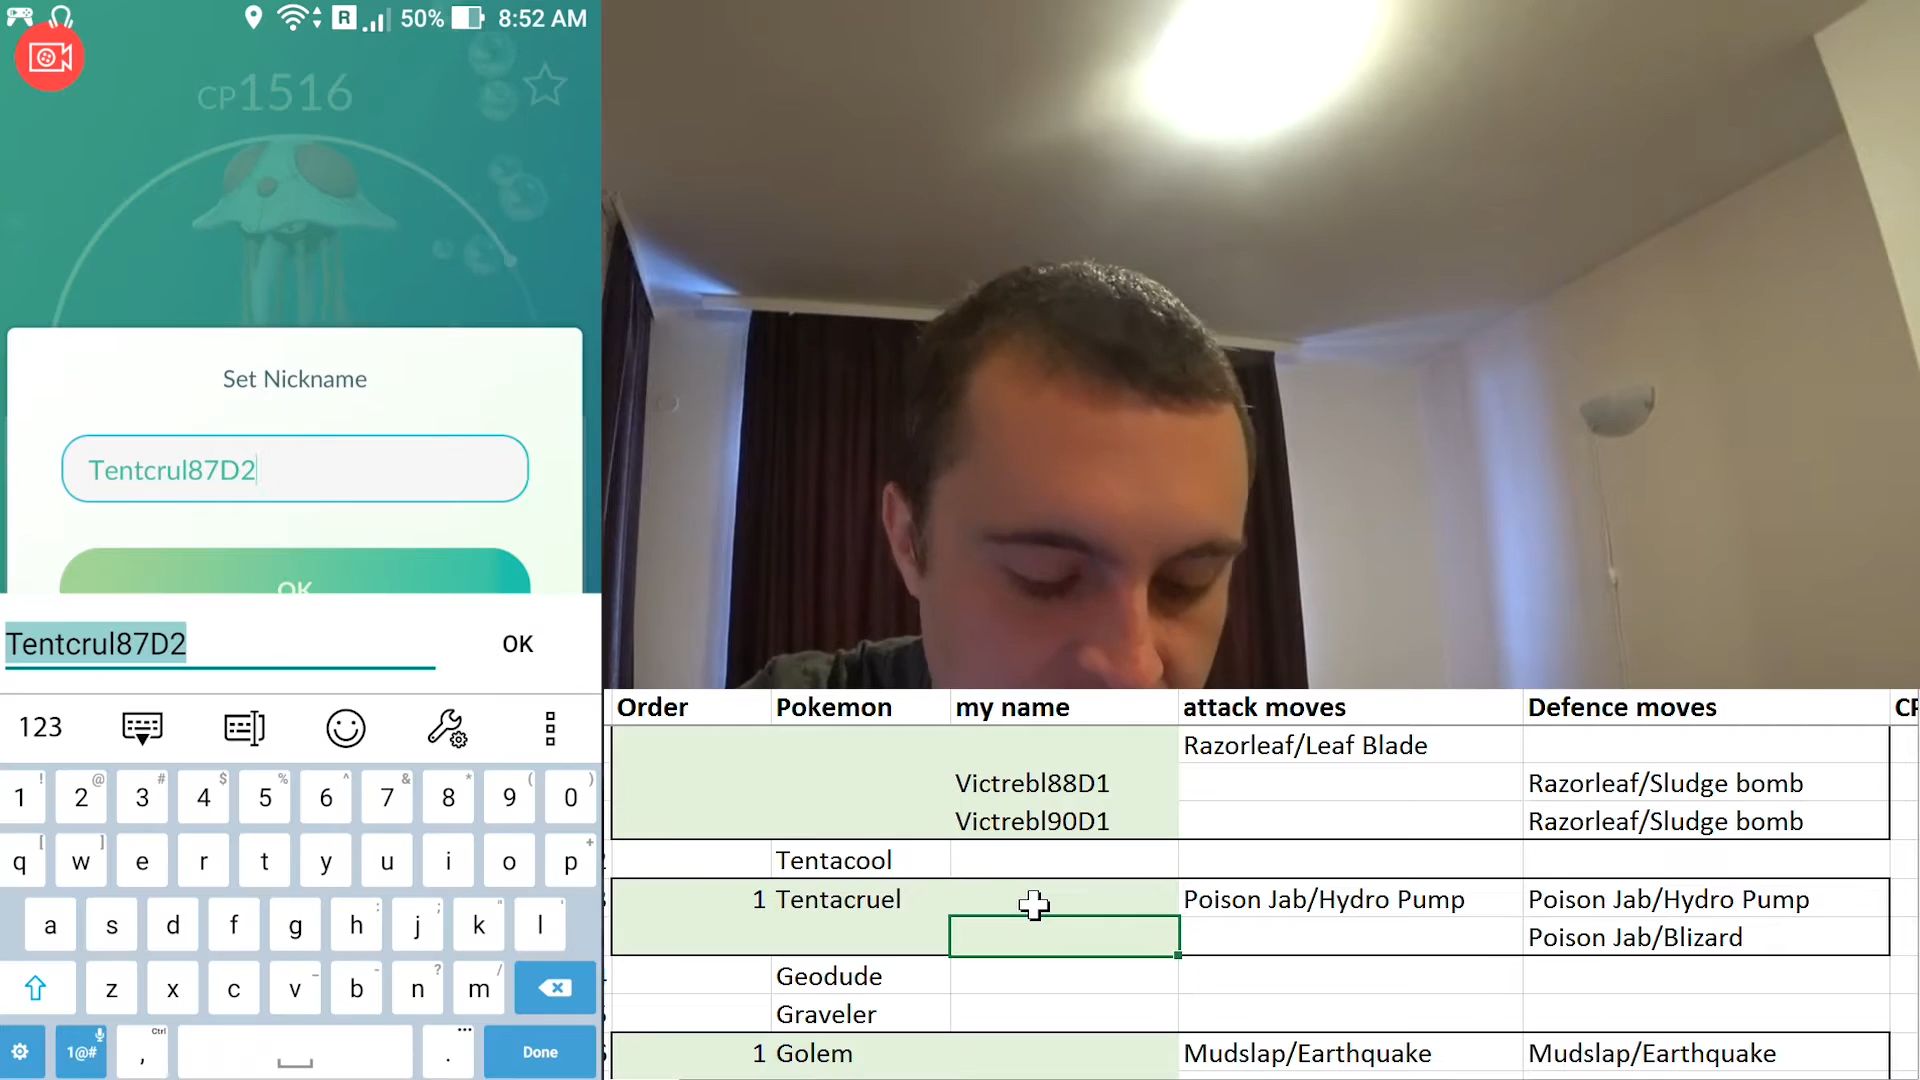 R 50% 8:52 AM
CP1516
Set Nickname
Tentcrul87D2
OK
Tentcrul87D2 OK
123
! @ # $ % ^ & * ( )
1 2 3 4 5 6 7 8 9 0
[ ] < > +
q w e r t y u i o p
: ; ' "
a s d f g h j k l
_ - ? /
z x c v b n m
Ctrl
1@# , . Done
Order Pokemon my name attack moves Defence moves
Razorleaf/Leaf Blade
Victrebl88D1 Razorleaf/Sludge bomb
Victrebl90D1 Razorleaf/Sludge bomb
Tentacool
1 Tentacruel Poison Jab/Hydro Pump Poison Jab/Hydro Pump
Poison Jab/Blizard
Geodude
Graveler
1 Golem Mudslap/Earthquake Mudslap/Earthquake